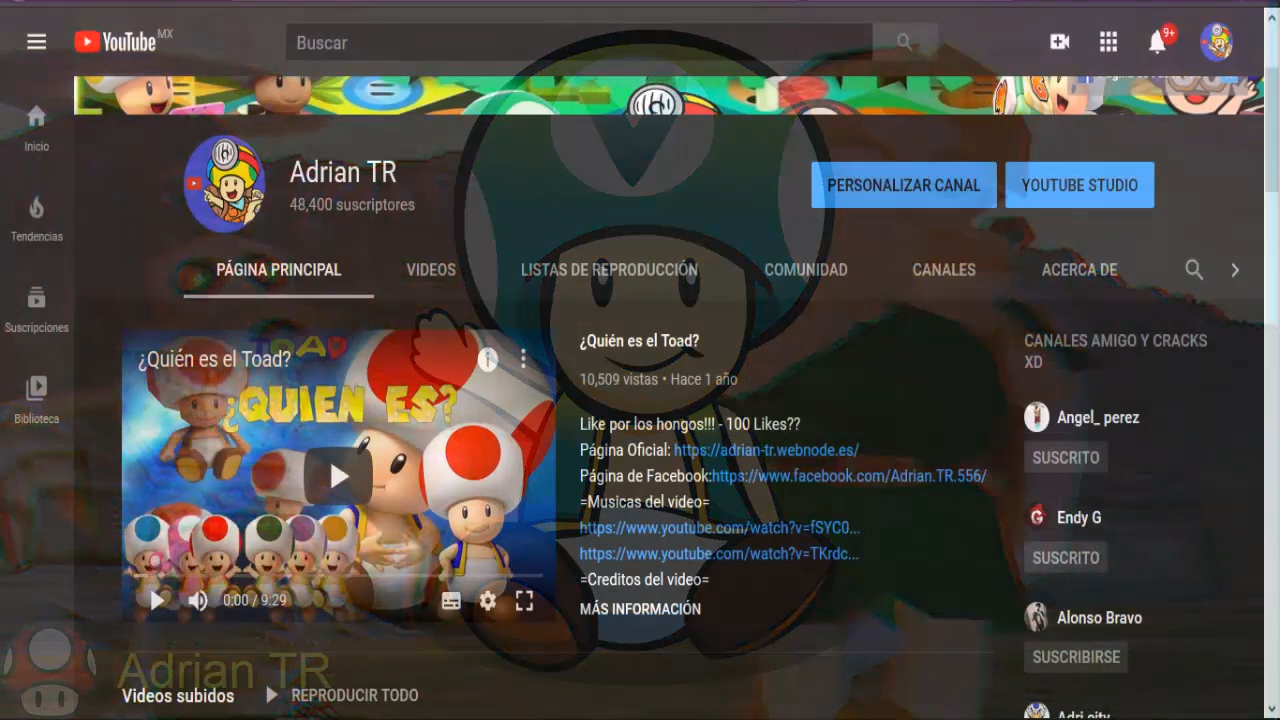 YouTube MX
Buscar
9+
Inicio
Tendencias
Suscripciones
Biblioteca
Adrian TR
48,400 suscriptores
PERSONALIZAR CANAL
YOUTUBE STUDIO
PÁGINA PRINCIPAL
VIDEOS
LISTAS DE REPRODUCCIÓN
COMUNIDAD
CANALES
ACERCA DE
¿Quién es el Toad?
TOAD
¿QUIEN ES?
0:00 / 9:29
¿Quién es el Toad?
10,509 vistas • Hace 1 año
Like por los hongos!!! - 100 Likes??
Página Oficial: https://adrian-tr.webnode.es/
Página de Facebook:https://www.facebook.com/Adrian.TR.556/
=Musicas del video=
https://www.youtube.com/watch?v=fSYC0...
https://www.youtube.com/watch?v=TKrdc...
=Creditos del video=
MÁS INFORMACIÓN
CANALES AMIGO Y CRACKS
XD
Angel_ perez
SUSCRITO
Endy G
SUSCRITO
Alonso Bravo
SUSCRIBIRSE
Adri city
Adrian TR
Videos subidos
REPRODUCIR TODO